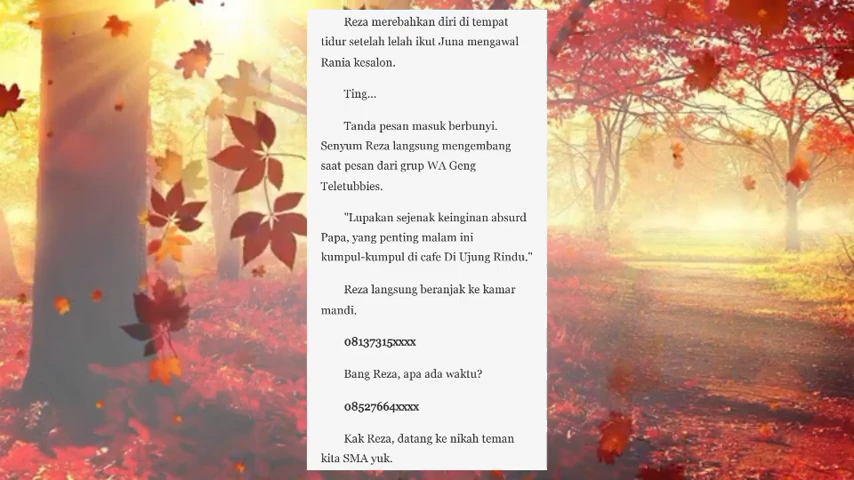 Reza merebahkan diri di tempat
tidur setelah lelah ikut Juna mengawal
Rania kesalon.
Ting...
Tanda pesan masuk berbunyi.
Senyum Reza langsung mengembang
saat pesan dari grup WA Geng
Teletubbies.
"Lupakan sejenak keinginan absurd
Papa, yang penting malam ini
kumpul-kumpul di cafe Di Ujung Rindu."
Reza langsung beranjak ke kamar
mandi.
08137315xxxx
Bang Reza, apa ada waktu?
08527664xxxx
Kak Reza, datang ke nikah teman
kita SMA yuk.